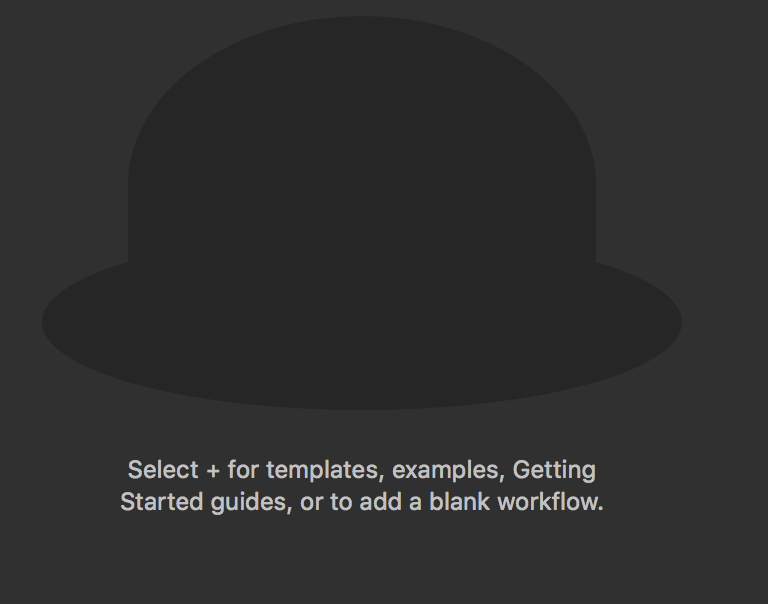 Select + for templates, examples, Getting
Started guides, or to add a blank workflow.